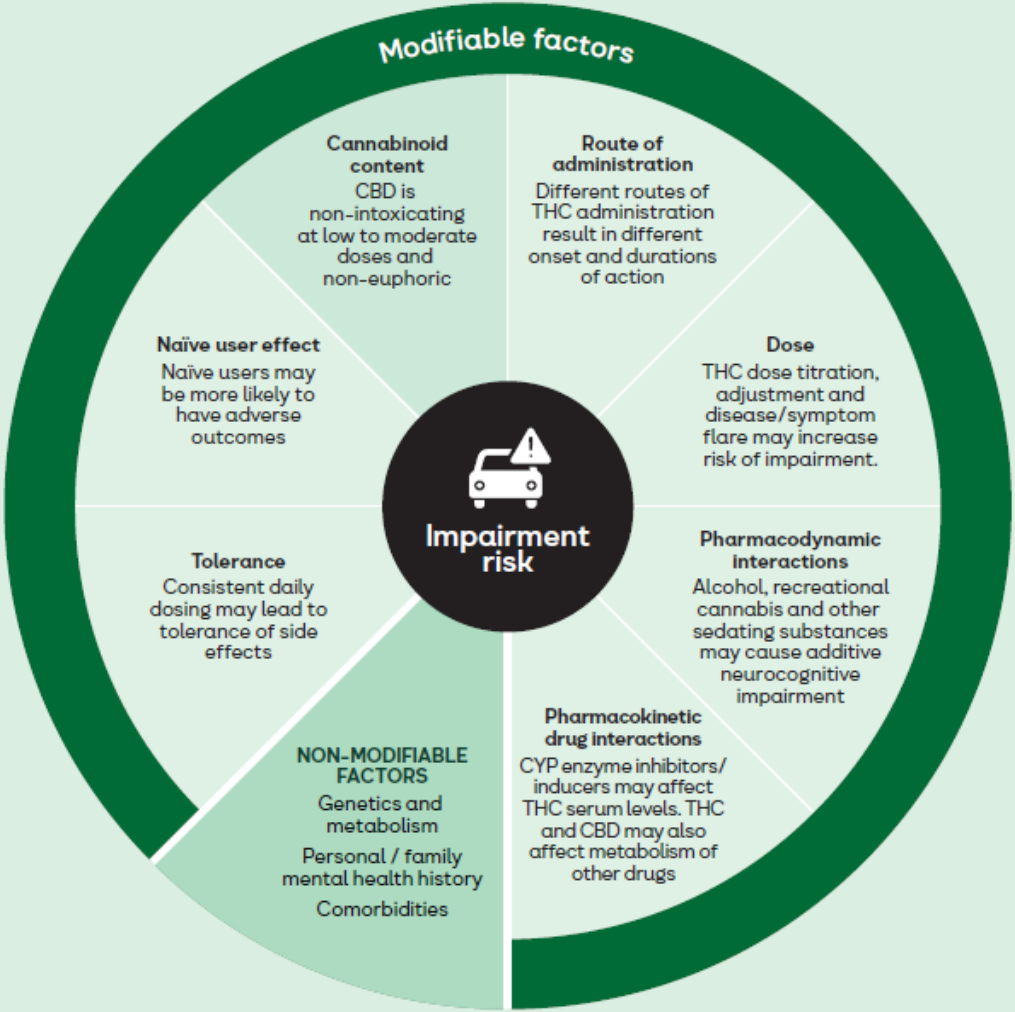 Modifiable factors
Cannabinoid
content
CBD is
non-intoxicating
at low to moderate
doses and
non-euphoric
Route of
administration
Different routes of
THC administration
result in different
onset and durations
of action
Dose
THC dose titration,
adjustment and
disease/symptom
flare may increase
risk of impairment.
Pharmacodynamic
interactions
Alcohol, recreational
cannabis and other
sedating substances
may cause additive
neurocognitive
impairment
Pharmacokinetic
drug interactions
CYP enzyme inhibitors/
inducers may affect
THC serum levels. THC
and CBD may also
affect metabolism of
other drugs
NON-MODIFIABLE
FACTORS
Genetics and
metabolism
Personal / family
mental health history
Comorbidities
Tolerance
Consistent daily
dosing may lead to
tolerance of side
effects
Naïve user effect
Naïve users may
be more likely to
have adverse
outcomes
!
Impairment
risk